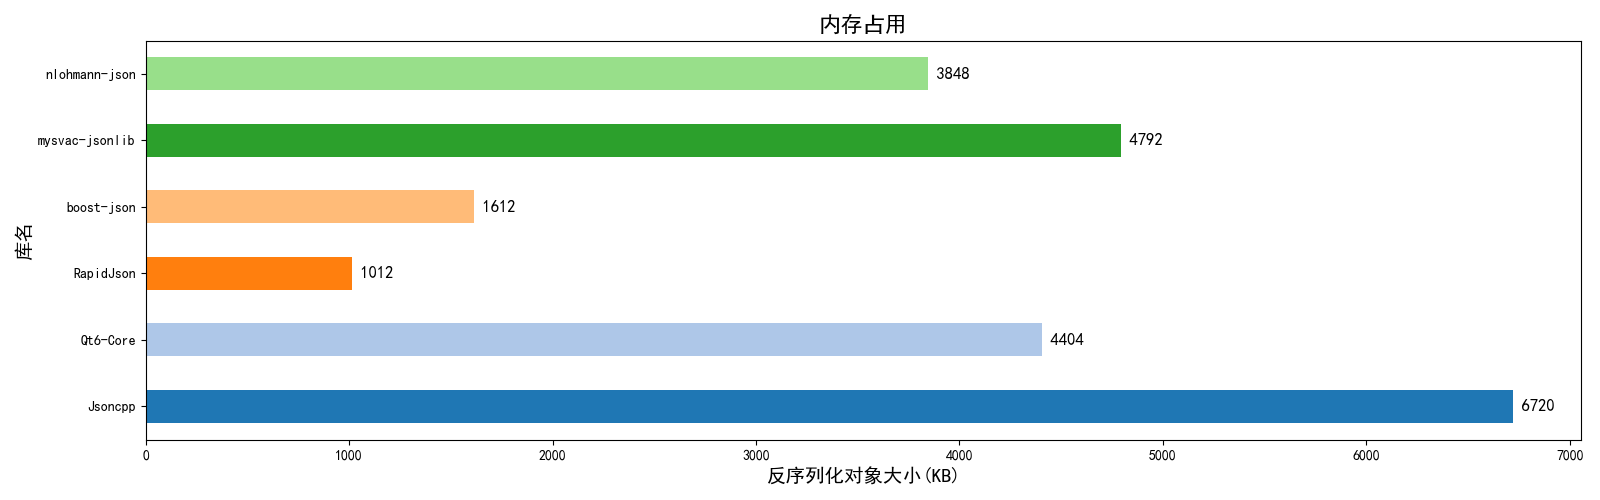 内存占用
库名
nlohmann-json
3848
mysvac-jsonlib
4792
boost-json
1612
RapidJson
1012
Qt6-Core
4404
Jsoncpp
6720
0 1000 2000 3000 4000 5000 6000 7000
反序列化对象大小(KB)